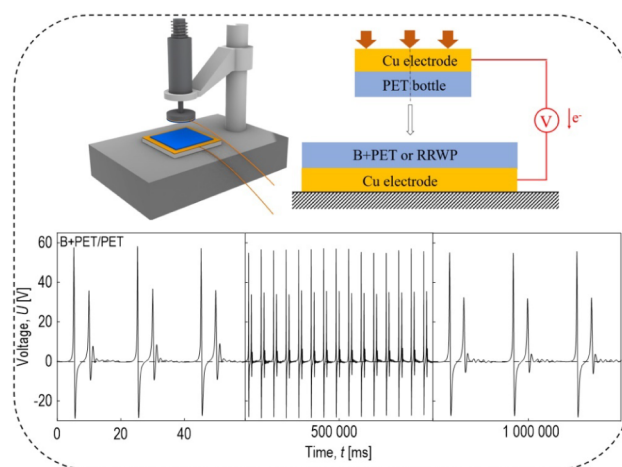 Cu electrode
PET bottle
V
e-
B+PET or RRWP
Cu electrode
B+PET/PET
Voltage, U [V]
60
40
20
0
-20
0
20
40
500 000
1 000 000
Time, t [ms]